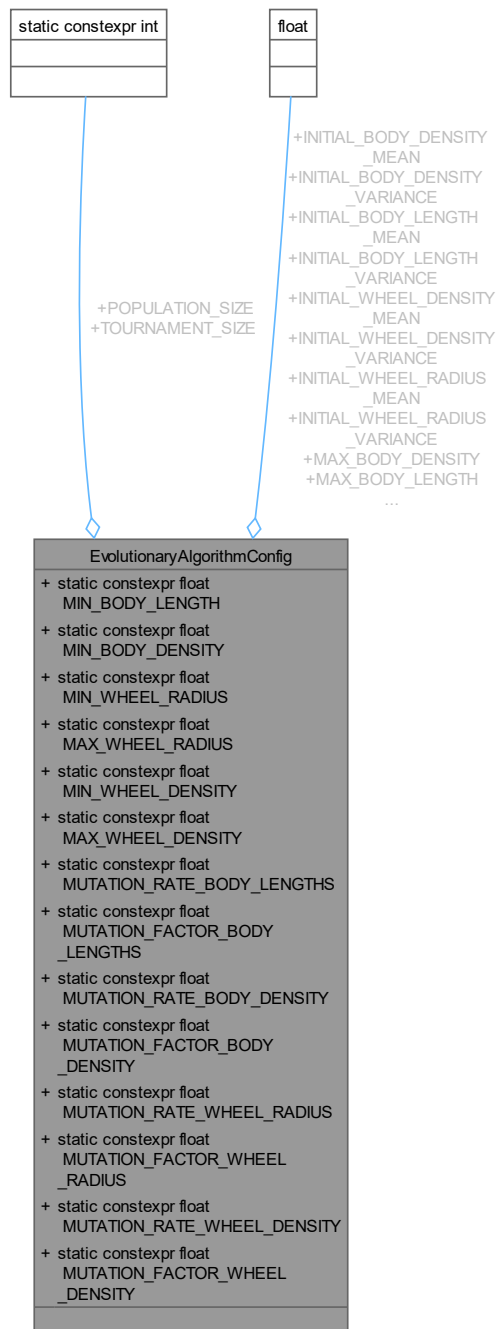 static constexpr int
float
+INITIAL_BODY_DENSITY
_MEAN
+INITIAL_BODY_DENSITY
_VARIANCE
+INITIAL_BODY_LENGTH
_MEAN
+INITIAL_BODY_LENGTH
_VARIANCE
+INITIAL_WHEEL_DENSITY
_MEAN
+INITIAL_WHEEL_DENSITY
_VARIANCE
+INITIAL_WHEEL_RADIUS
_MEAN
+INITIAL_WHEEL_RADIUS
_VARIANCE
+MAX_BODY_DENSITY
+MAX_BODY_LENGTH
...
+POPULATION_SIZE
+TOURNAMENT_SIZE
EvolutionaryAlgorithmConfig
+ static constexpr float
MIN_BODY_LENGTH
+ static constexpr float
MIN_BODY_DENSITY
+ static constexpr float
MIN_WHEEL_RADIUS
+ static constexpr float
MAX_WHEEL_RADIUS
+ static constexpr float
MIN_WHEEL_DENSITY
+ static constexpr float
MAX_WHEEL_DENSITY
+ static constexpr float
MUTATION_RATE_BODY_LENGTHS
+ static constexpr float
MUTATION_FACTOR_BODY
_LENGTHS
+ static constexpr float
MUTATION_RATE_BODY_DENSITY
+ static constexpr float
MUTATION_FACTOR_BODY
_DENSITY
+ static constexpr float
MUTATION_RATE_WHEEL_RADIUS
+ static constexpr float
MUTATION_FACTOR_WHEEL
_RADIUS
+ static constexpr float
MUTATION_RATE_WHEEL_DENSITY
+ static constexpr float
MUTATION_FACTOR_WHEEL
_DENSITY